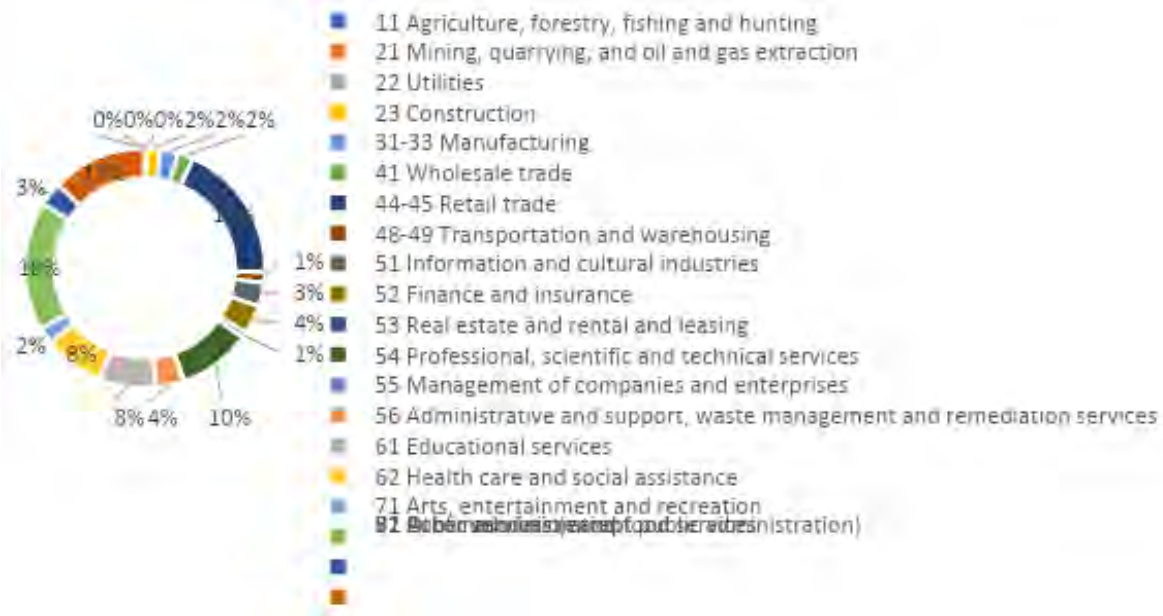 11 Agriculture, forestry, fishing and hunting
21 Mining, quarrying, and oil and gas extraction
22 Utilities
23 Construction
31-33 Manufacturing
41 Wholesale trade
44-45 Retail trade
48-49 Transportation and warehousing
51 Information and cultural industries
52 Finance and insurance
53 Real estate and rental and leasing
54 Professional, scientific and technical services
55 Management of companies and enterprises
56 Administrative and support, waste management and remediation services
61 Educational services
62 Health care and social assistance
71 Arts, entertainment and recreation
0%0%0%2%2%2%
3%
1%
3%
4%
2% 8% 1%
8% 4% 10%